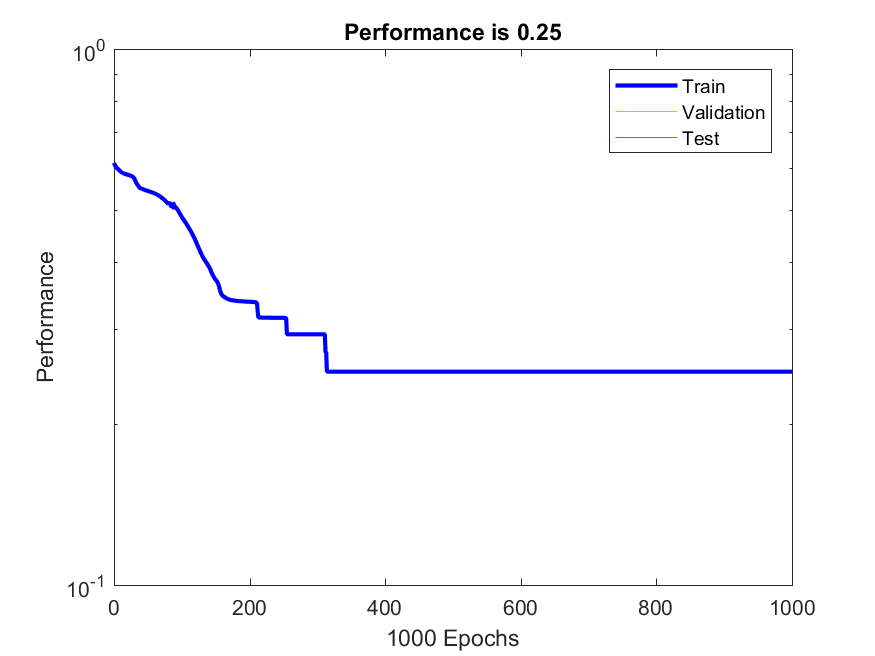 Performance is 0.25
10^0
Train
Validation
Test
Performance
10^-1
0 200 400 600 800 1000
1000 Epochs